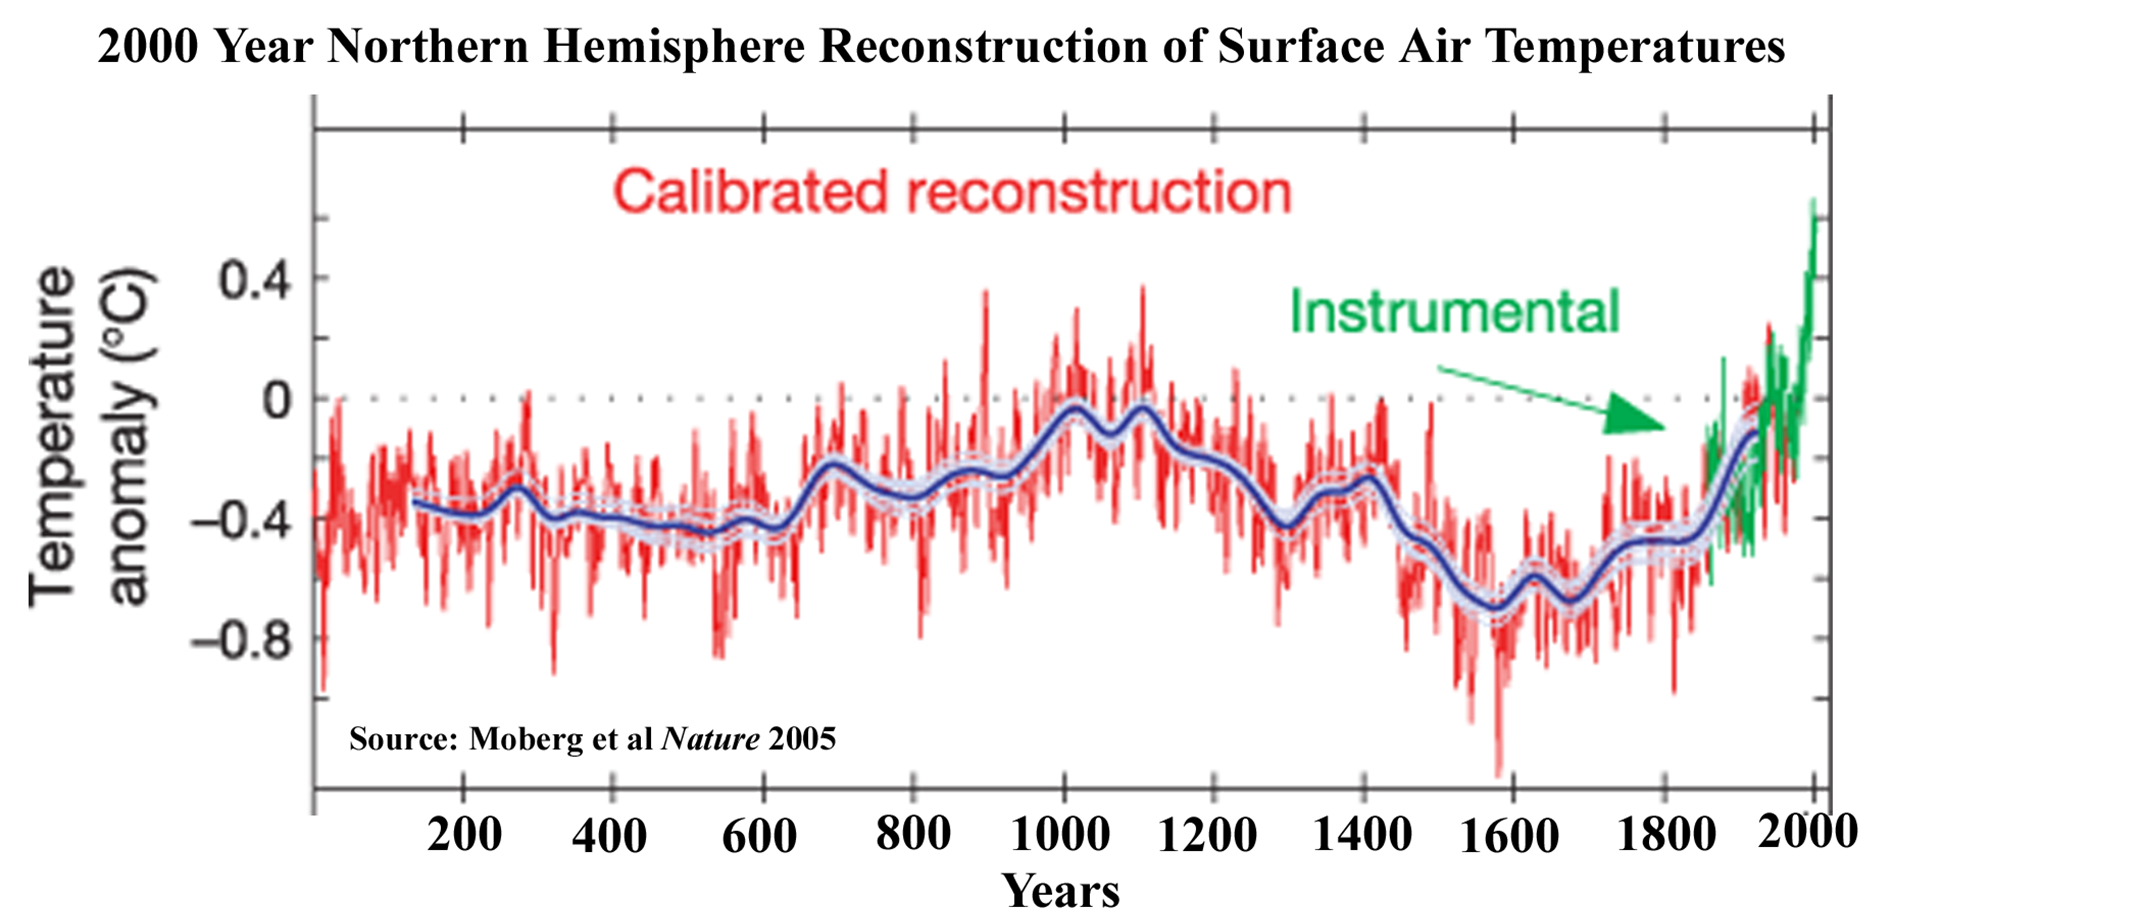 2000 Year Northern Hemisphere Reconstruction of Surface Air Temperatures
Calibrated reconstruction
Instrumental
Temperature
anomaly (°C)
0.4
0
−0.4
−0.8
Source: Moberg et al Nature 2005
200 400 600 800 1000 1200 1400 1600 1800 2000
Years